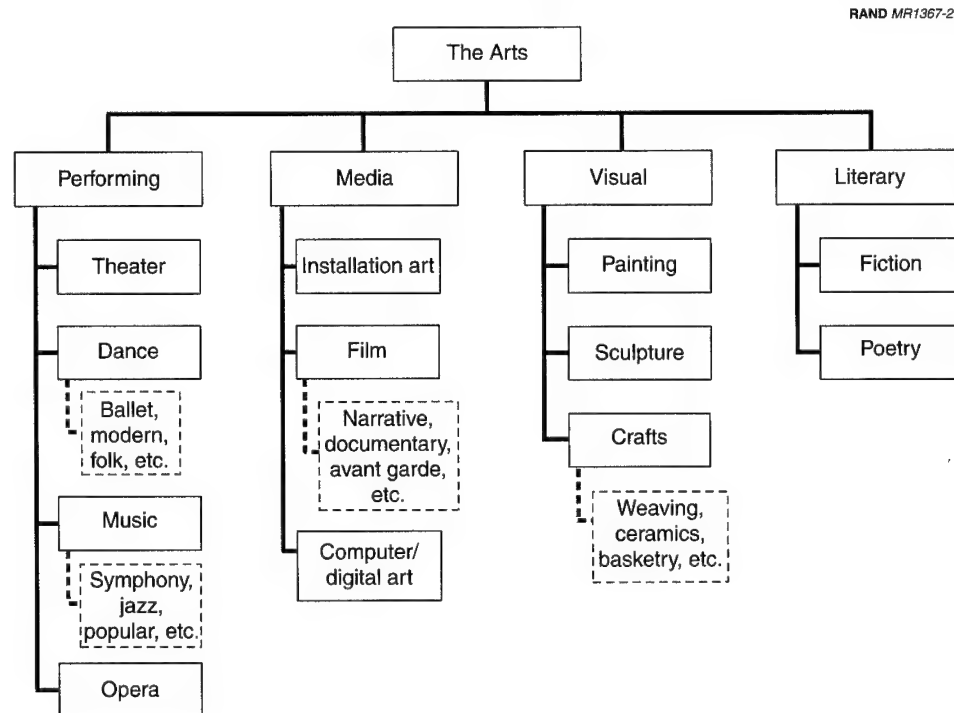 RAND MR1367-2
The Arts
Performing
Media
Visual
Literary
Theater
Installation art
Painting
Fiction
Dance
Film
Sculpture
Poetry
Ballet,
modern,
folk, etc.
Narrative,
documentary,
avant garde,
etc.
Crafts
Weaving,
ceramics,
basketry, etc.
Music
Computer/
digital art
Symphony,
jazz,
popular, etc.
Opera